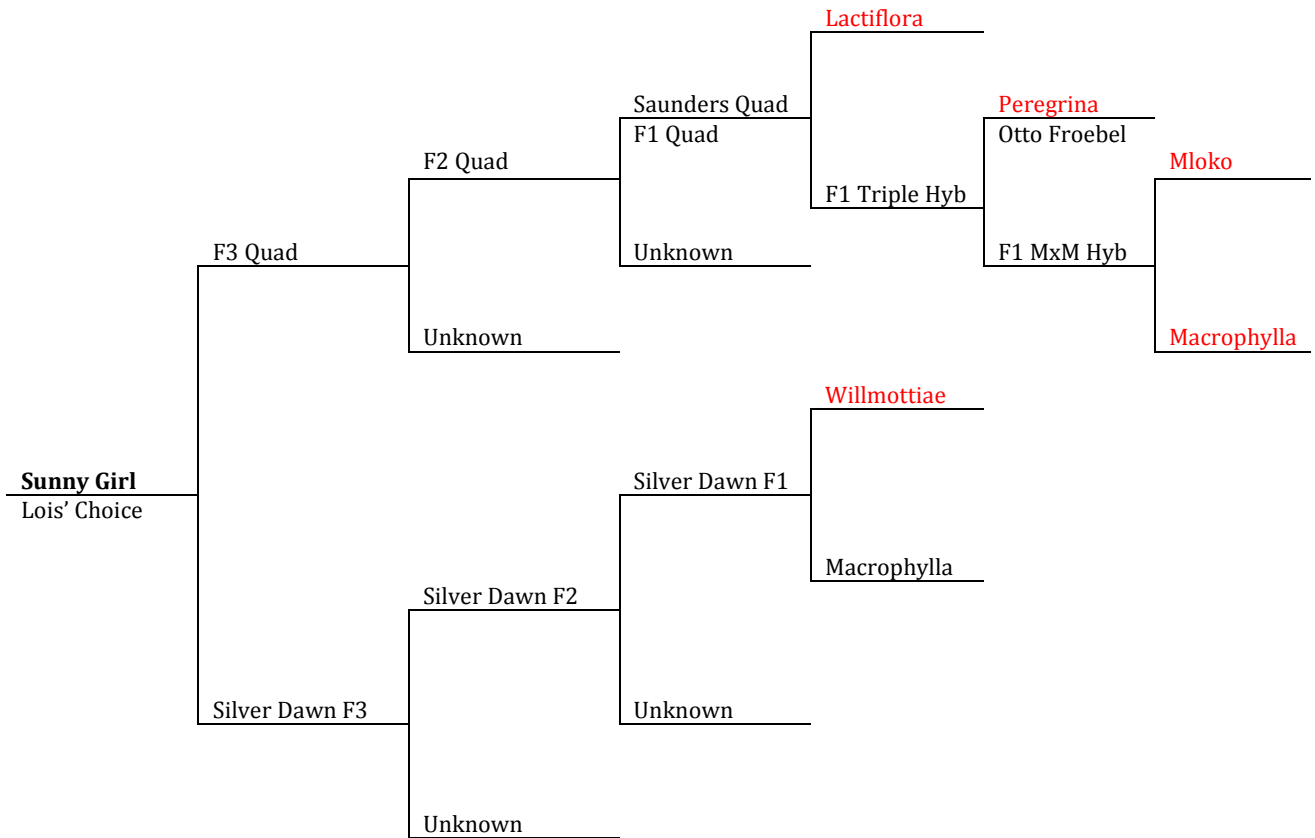 Lactiflora
Saunders Quad
Peregrina
F1 Quad
Otto Froebel
F2 Quad
Mloko
F1 Triple Hyb
F3 Quad
Unknown
F1 MxM Hyb
Unknown
Macrophylla
Willmottiae
Sunny Girl
Silver Dawn F1
Lois’ Choice
Macrophylla
Silver Dawn F2
Silver Dawn F3
Unknown
Unknown